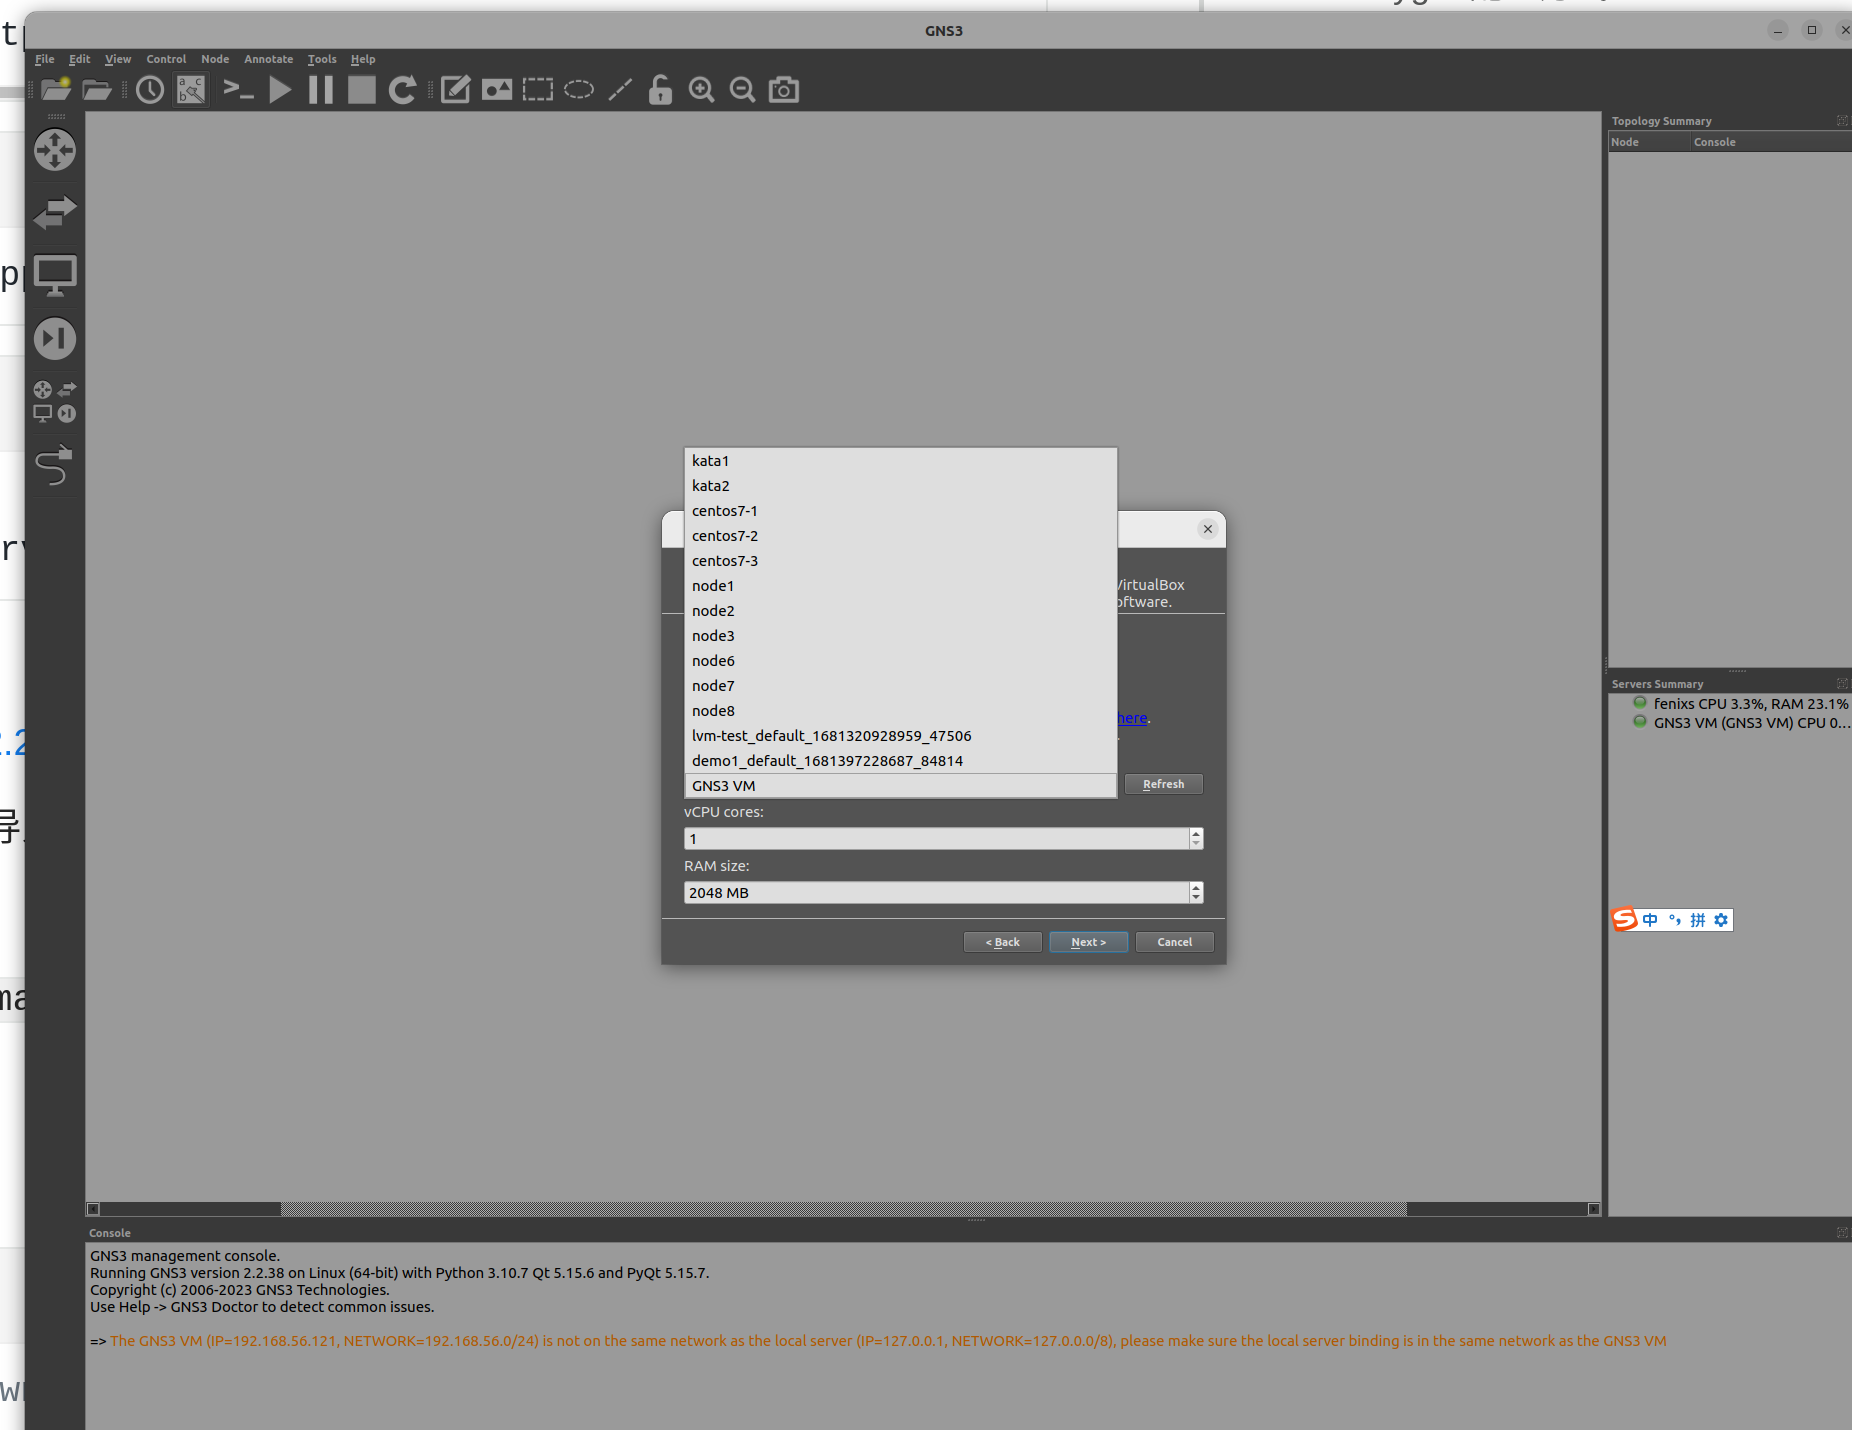 GNS3
File Edit View Control Node Annotate Tools Help
Topology Summary
Node Console
kata1
kata2
centos7-1
centos7-2
centos7-3
node1
node2
node3
node6
node7
node8
lvm-test_default_1681320928959_47506
demo1_default_1681397228687_84814
GNS3 VM
VirtualBox
oftware.
here.
Refresh
vCPU cores:
1
RAM size:
2048 MB
< Back Next > Cancel
Servers Summary
fenixs CPU 3.3%, RAM 23.1%
GNS3 VM (GNS3 VM) CPU 0...
中 °, 拼
Console
GNS3 management console.
Running GNS3 version 2.2.38 on Linux (64-bit) with Python 3.10.7 Qt 5.15.6 and PyQt 5.15.7.
Copyright (c) 2006-2023 GNS3 Technologies.
Use Help -> GNS3 Doctor to detect common issues.
=> The GNS3 VM (IP=192.168.56.121, NETWORK=192.168.56.0/24) is not on the same network as the local server (IP=127.0.0.1, NETWORK=127.0.0.0/8), please make sure the local server binding is in the same network as the GNS3 VM